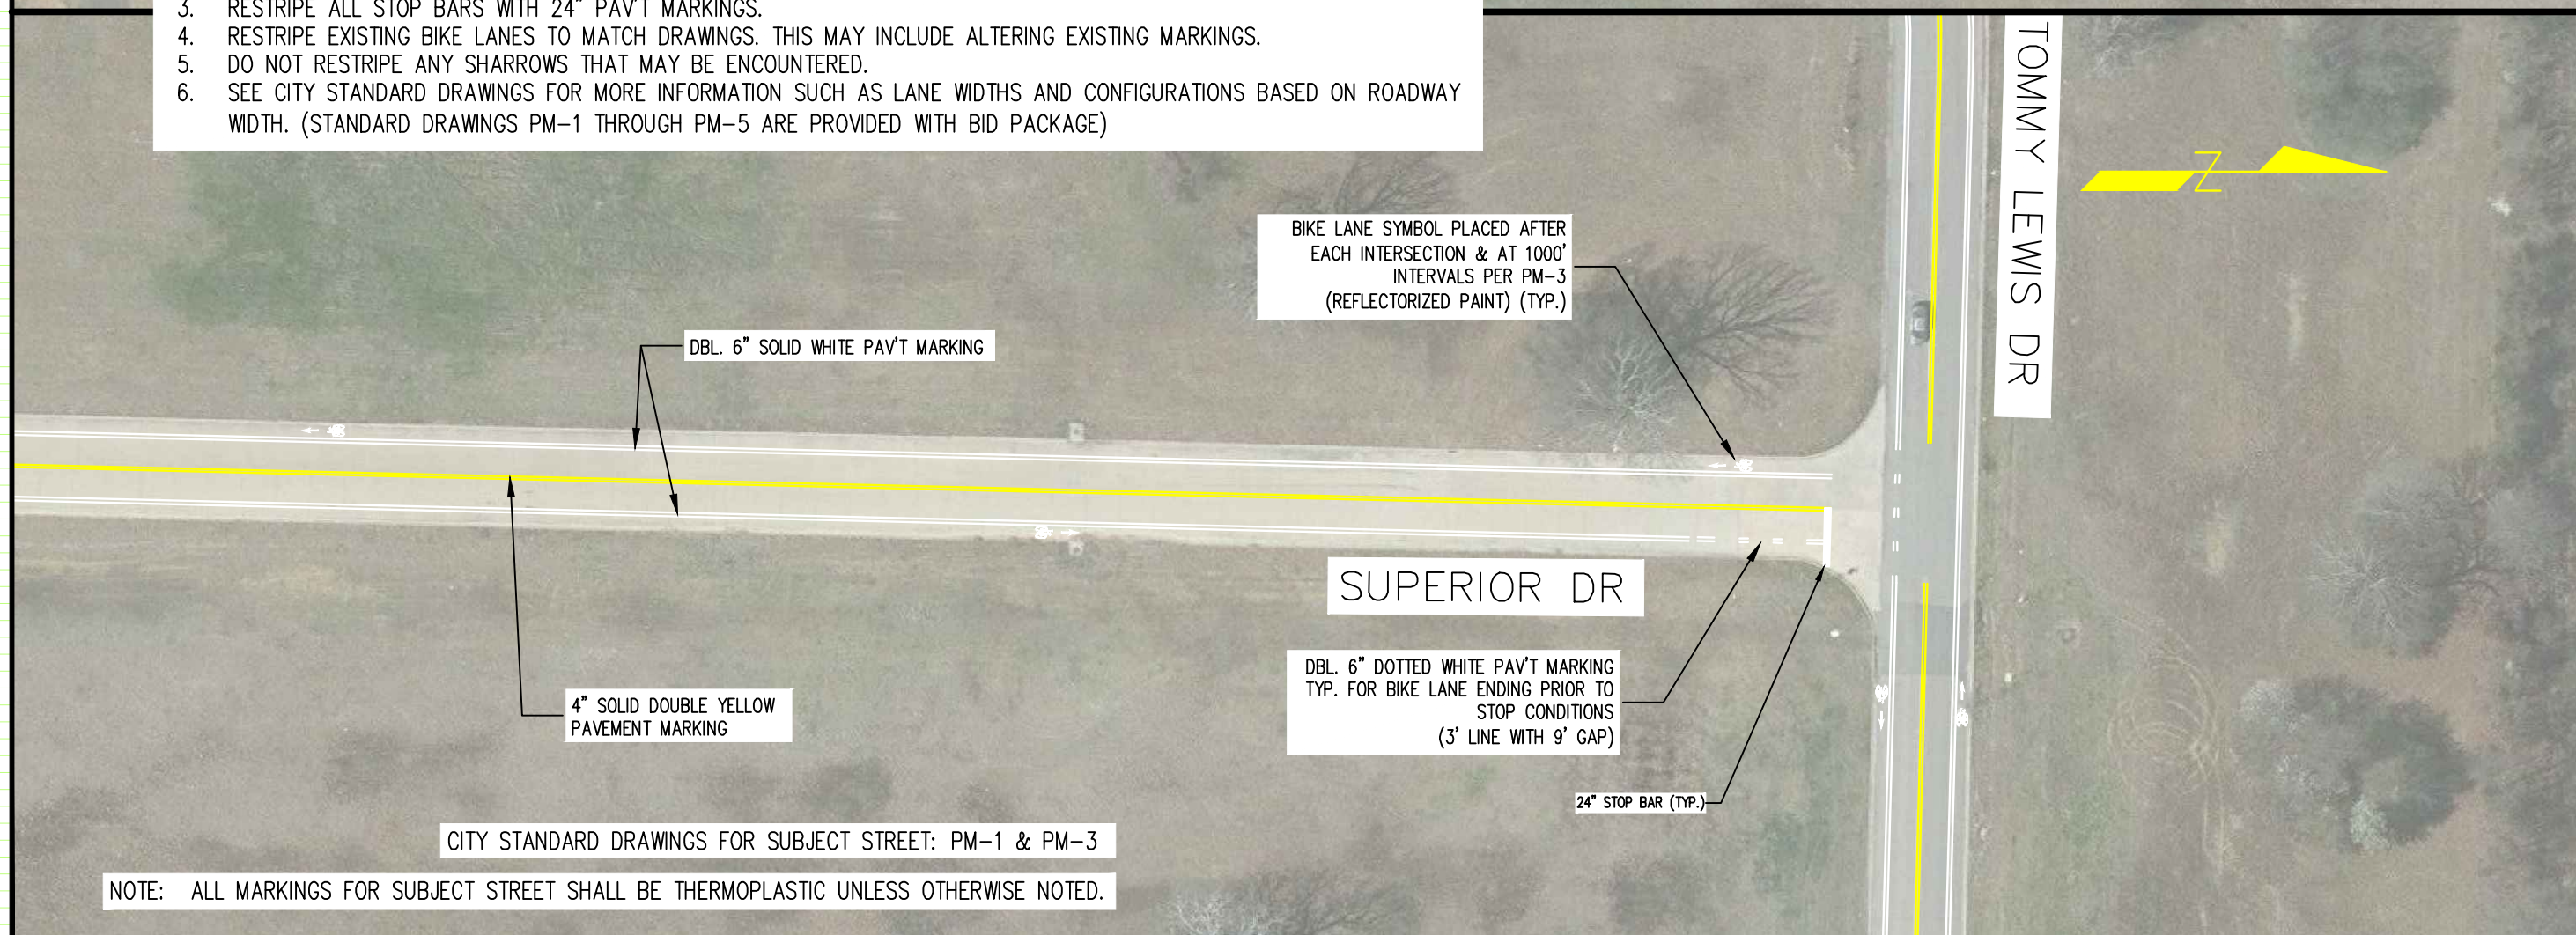 3. RESTRIPE ALL STOP BARS WITH 24" PAV'T MARKINGS.
4. RESTRIPE EXISTING BIKE LANES TO MATCH DRAWINGS. THIS MAY INCLUDE ALTERING EXISTING MARKINGS.
5. DO NOT RESTRIPE ANY SHARROWS THAT MAY BE ENCOUNTERED.
6. SEE CITY STANDARD DRAWINGS FOR MORE INFORMATION SUCH AS LANE WIDTHS AND CONFIGURATIONS BASED ON ROADWAY
WIDTH. (STANDARD DRAWINGS PM-1 THROUGH PM-5 ARE PROVIDED WITH BID PACKAGE)
TOMMY LEWIS DR
N
BIKE LANE SYMBOL PLACED AFTER
EACH INTERSECTION & AT 1000'
INTERVALS PER PM-3
(REFLECTORIZED PAINT) (TYP.)
DBL. 6" SOLID WHITE PAV'T MARKING
SUPERIOR DR
DBL. 6" DOTTED WHITE PAV'T MARKING
TYP. FOR BIKE LANE ENDING PRIOR TO
STOP CONDITIONS
(3' LINE WITH 9' GAP)
4" SOLID DOUBLE YELLOW
PAVEMENT MARKING
24" STOP BAR (TYP.)
CITY STANDARD DRAWINGS FOR SUBJECT STREET: PM-1 & PM-3
NOTE: ALL MARKINGS FOR SUBJECT STREET SHALL BE THERMOPLASTIC UNLESS OTHERWISE NOTED.